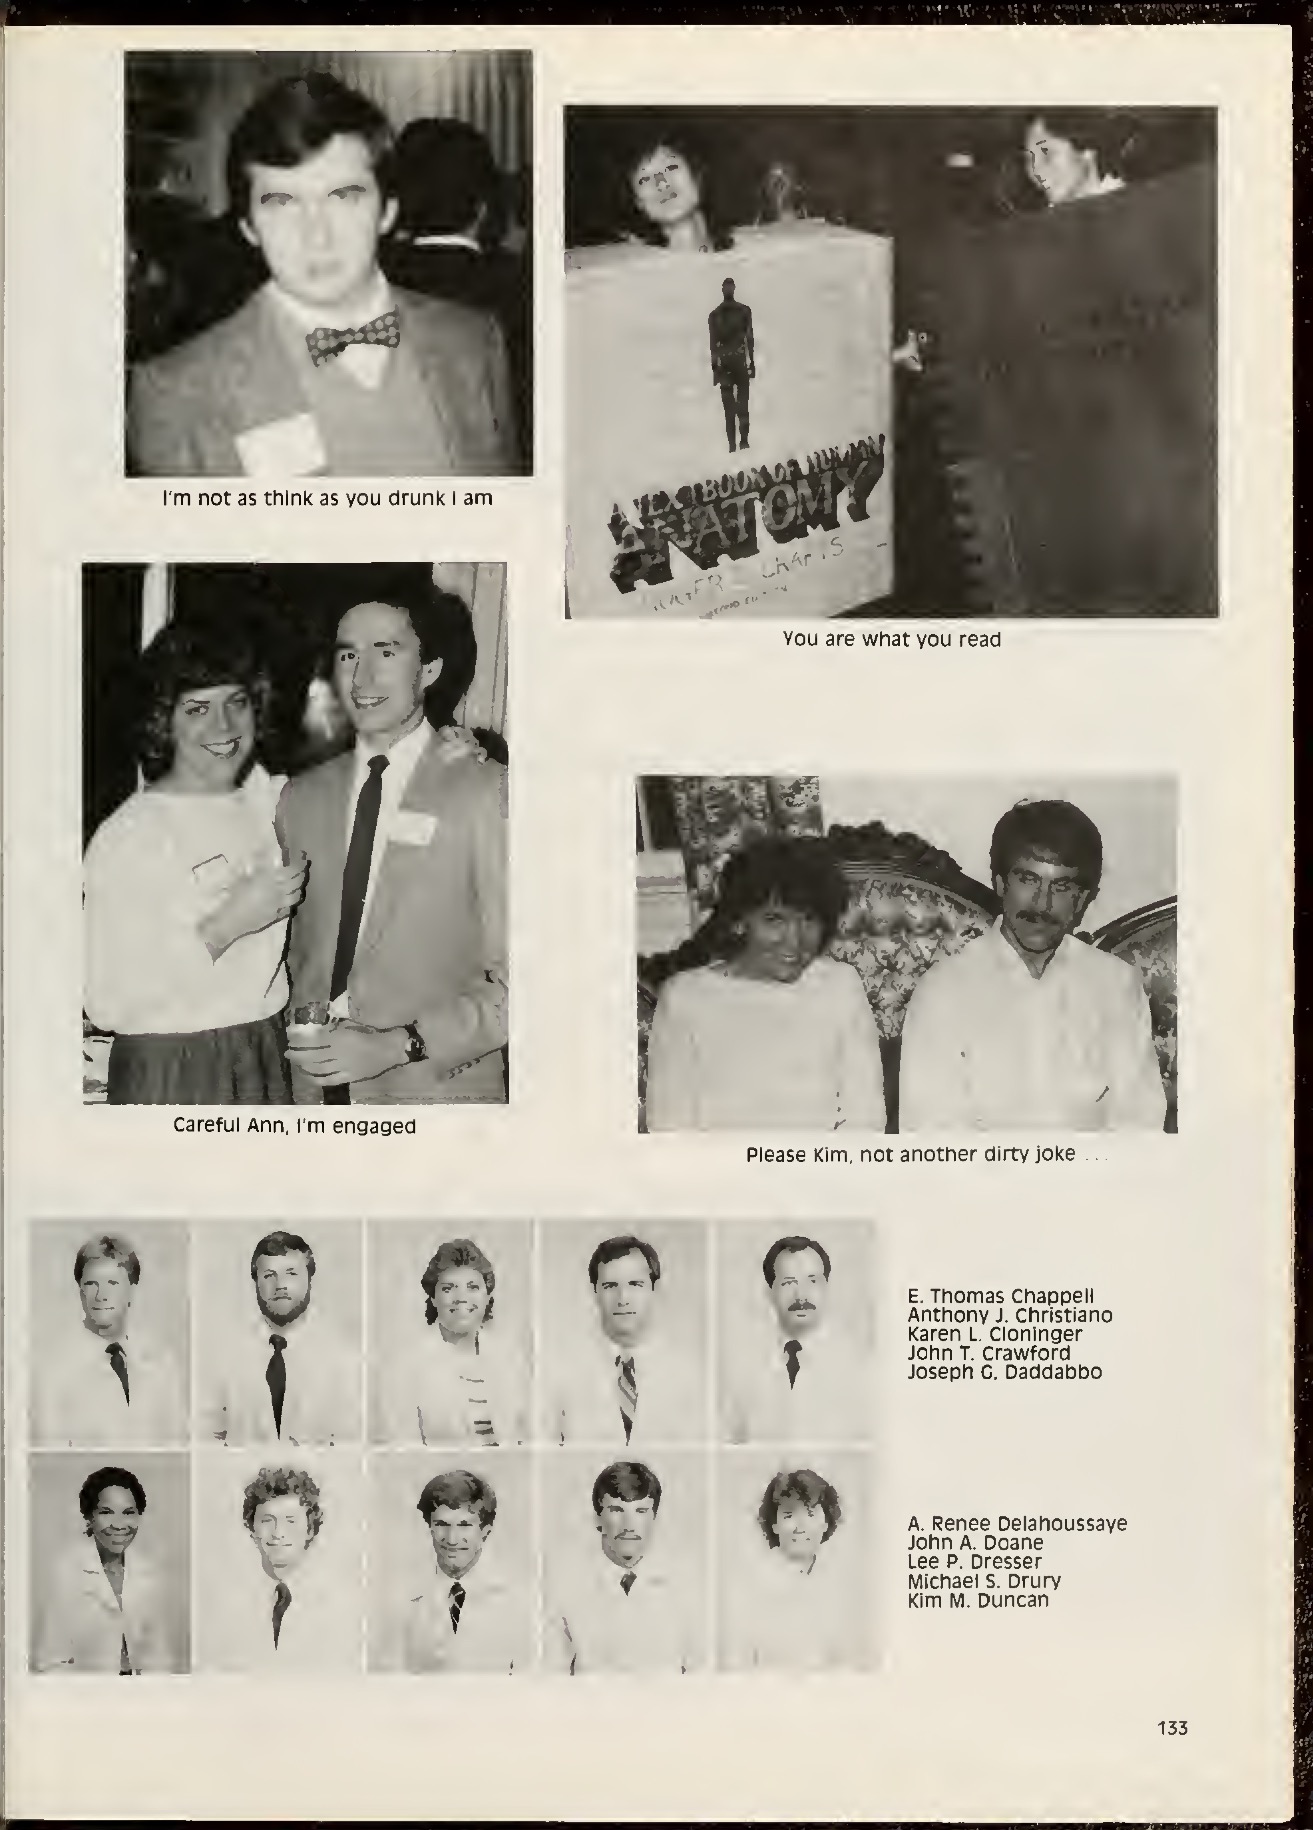 I'm not as think as you drunk I am
A TEXTBOOK OF HUMAN
ANATOMY
You are what you read
Careful Ann, I'm engaged
Please Kim, not another dirty joke ...
E. Thomas Chappell
Anthony J. Christiano
Karen L. Cloninger
John T. Crawford
Joseph G. Daddabbo
A. Renee Delahoussaye
John A. Doane
Lee P. Dresser
Michael S. Drury
Kim M. Duncan
133